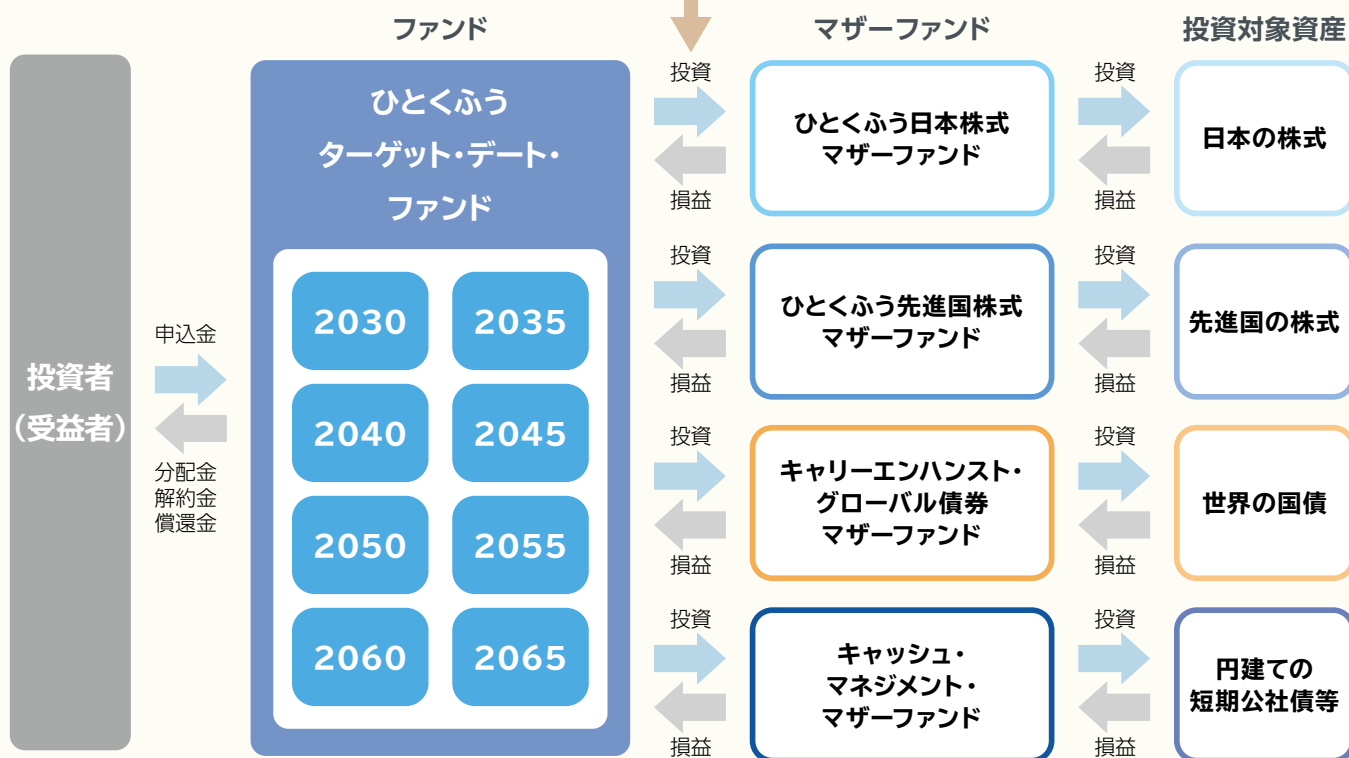 ファンド
マザーファンド
投資対象資産
投資者
（受益者）
申込金
分配金
解約金
償還金
ひとくふう
ターゲット・デート・
ファンド
2030
2035
2040
2045
2050
2055
2060
2065
投資
損益
ひとくふう日本株式
マザーファンド
投資
損益
日本の株式
投資
損益
ひとくふう先進国株式
マザーファンド
投資
損益
先進国の株式
投資
損益
キャリーエンハンスト・
グローバル債券
マザーファンド
投資
損益
世界の国債
投資
損益
キャッシュ・
マネジメント・
マザーファンド
投資
損益
円建ての
短期公社債等